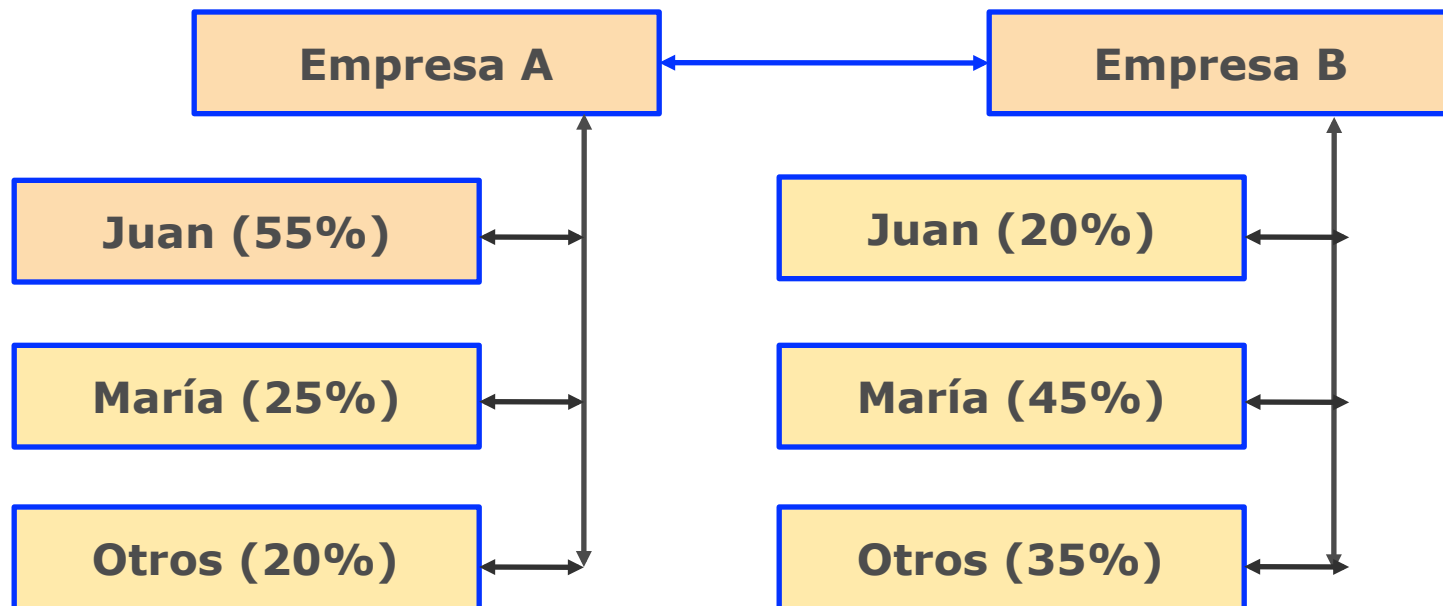 Empresa A
Empresa B
Juan (55%)
Juan (20%)
María (25%)
María (45%)
Otros (20%)
Otros (35%)